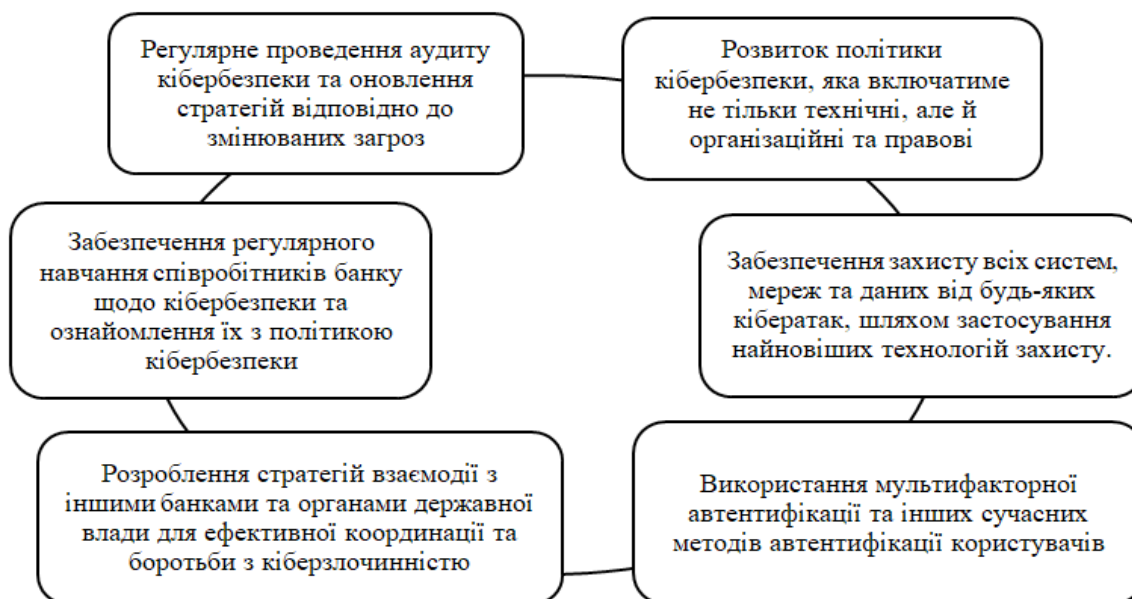 Регулярне проведення аудиту
кібербезпеки та оновлення
стратегій відповідно до
змінюваних загроз
Розвиток політики
кібербезпеки, яка включатиме
не тільки технічні, але й
організаційні та правові
Забезпечення регулярного
навчання співробітників банку
щодо кібербезпеки та
ознайомлення їх з політикою
кібербезпеки
Забезпечення захисту всіх систем,
мереж та даних від будь-яких
кібератак, шляхом застосування
найновіших технологій захисту.
Розроблення стратегій взаємодії з
іншими банками та органами державної
влади для ефективної координації та
боротьби з кіберзлочинністю
Використання мультифакторної
автентифікації та інших сучасних
методів автентифікації користувачів